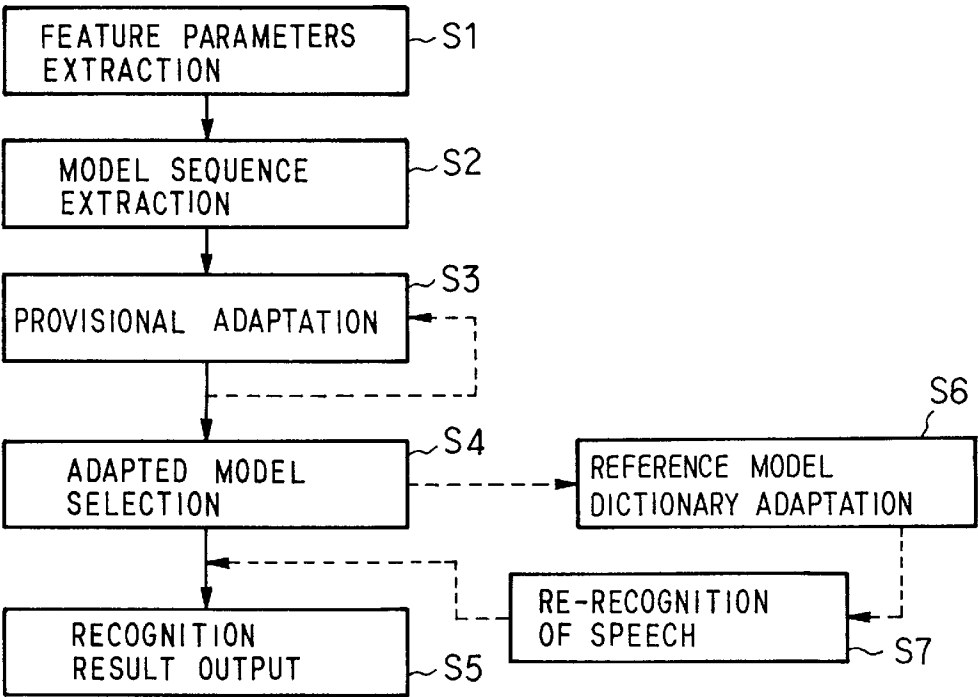 FEATURE PARAMETERS
EXTRACTION
S1
MODEL SEQUENCE
EXTRACTION
S2
PROVISIONAL ADAPTATION
S3
ADAPTED MODEL
SELECTION
S4
REFERENCE MODEL
DICTIONARY ADAPTATION
S6
RE-RECOGNITION
OF SPEECH
S7
RECOGNITION
RESULT OUTPUT
S5